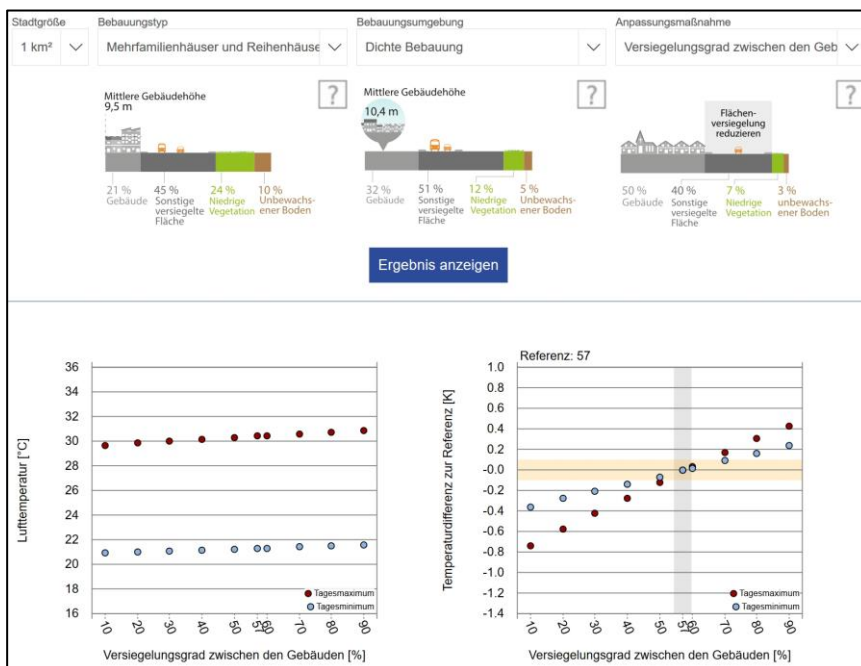 Stadtgröße
1 km²
Bebauungstyp
Mehrfamilienhäuser und Reihenhäuse
Bebauungsumgebung
Dichte Bebauung
Anpassungsmaßnahme
Versiegelungsgrad zwischen den Geb
Mittlere Gebäudehöhe
9,5 m
?
21 %
Gebäude
45 %
Sonstige
versiegelte
Fläche
24 %
Niedrige
Vegetation
10 %
Unbewachs-
ener Boden
Mittlere Gebäudehöhe
10,4 m
?
32 %
Gebäude
51 %
Sonstige
versiegelte
Fläche
12 %
Niedrige
Vegetation
5 %
Unbewachs-
ener Boden
Flächen-
versiegelung
reduzieren
?
50 %
Gebäude
40 %
Sonstige
versiegelte
Fläche
7 %
Niedrige
Vegetation
3 %
unbewachs-
ener Boden
Ergebnis anzeigen
Lufttemperatur [°C]
36
34
32
30
28
26
24
22
20
18
16
Tagesmaximum
Tagesminimum
10
20
30
40
50
57
60
70
80
90
Versiegelungsgrad zwischen den Gebäuden [%]
Referenz: 57
Temperaturdifferenz zur Referenz [K]
1.0
0.8
0.6
0.4
0.2
-0.0
-0.2
-0.4
-0.6
-0.8
-1.0
-1.2
-1.4
Tagesmaximum
Tagesminimum
10
20
30
40
50
57
60
70
80
90
Versiegelungsgrad zwischen den Gebäuden [%]